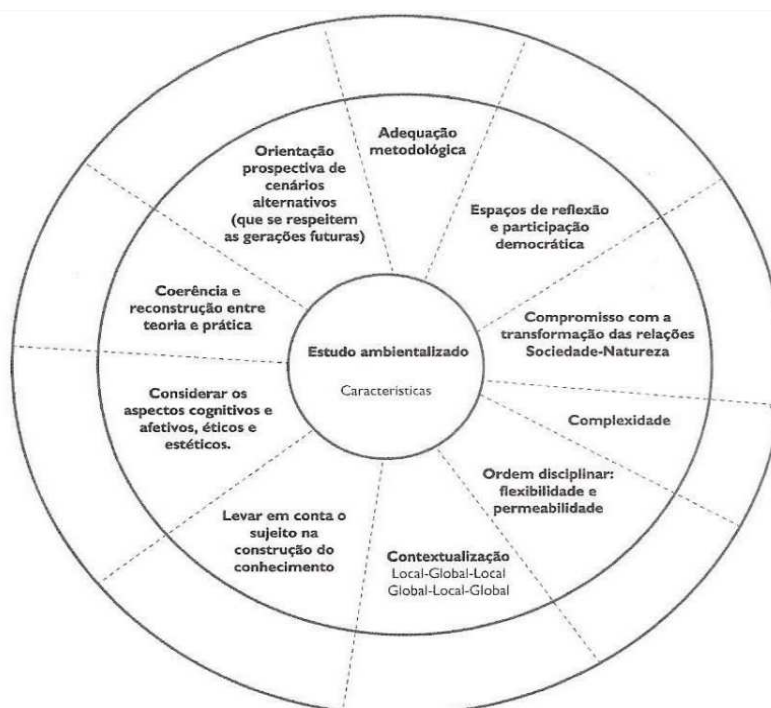 Adequação
metodológica
Orientação
prospectiva de
cenários
alternativos
(que se respeitem
as gerações futuras)
Espaços de reflexão
e participação
democrática
Coerência e
reconstrução entre
teoria e prática
Compromisso com a
transformação das relações
Sociedade-Natureza
Estudo ambientalizado
Características
Considerar os
aspectos cognitivos e
afetivos, éticos e
estéticos.
Complexidade
Ordem disciplinar:
flexibilidade e
permeabilidade
Levar em conta o
sujeito na
construção do
conhecimento
Contextualização
Local-Global-Local
Global-Local-Global